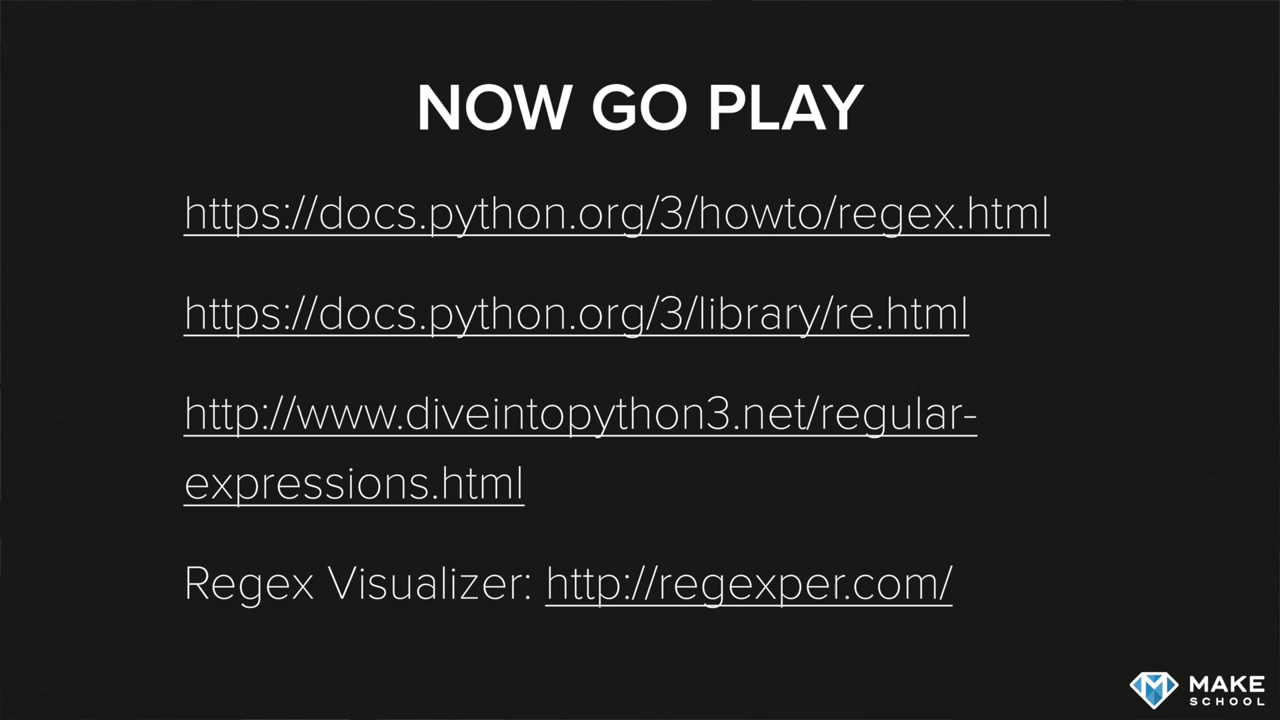 NOW GO PLAY
https://docs.python.org/3/howto/regex.html
https://docs.python.org/3/library/re.html
http://www.diveintopython3.net/regular-
expressions.html
Regex Visualizer: http://regexper.com/
MAKE
SCHOOL